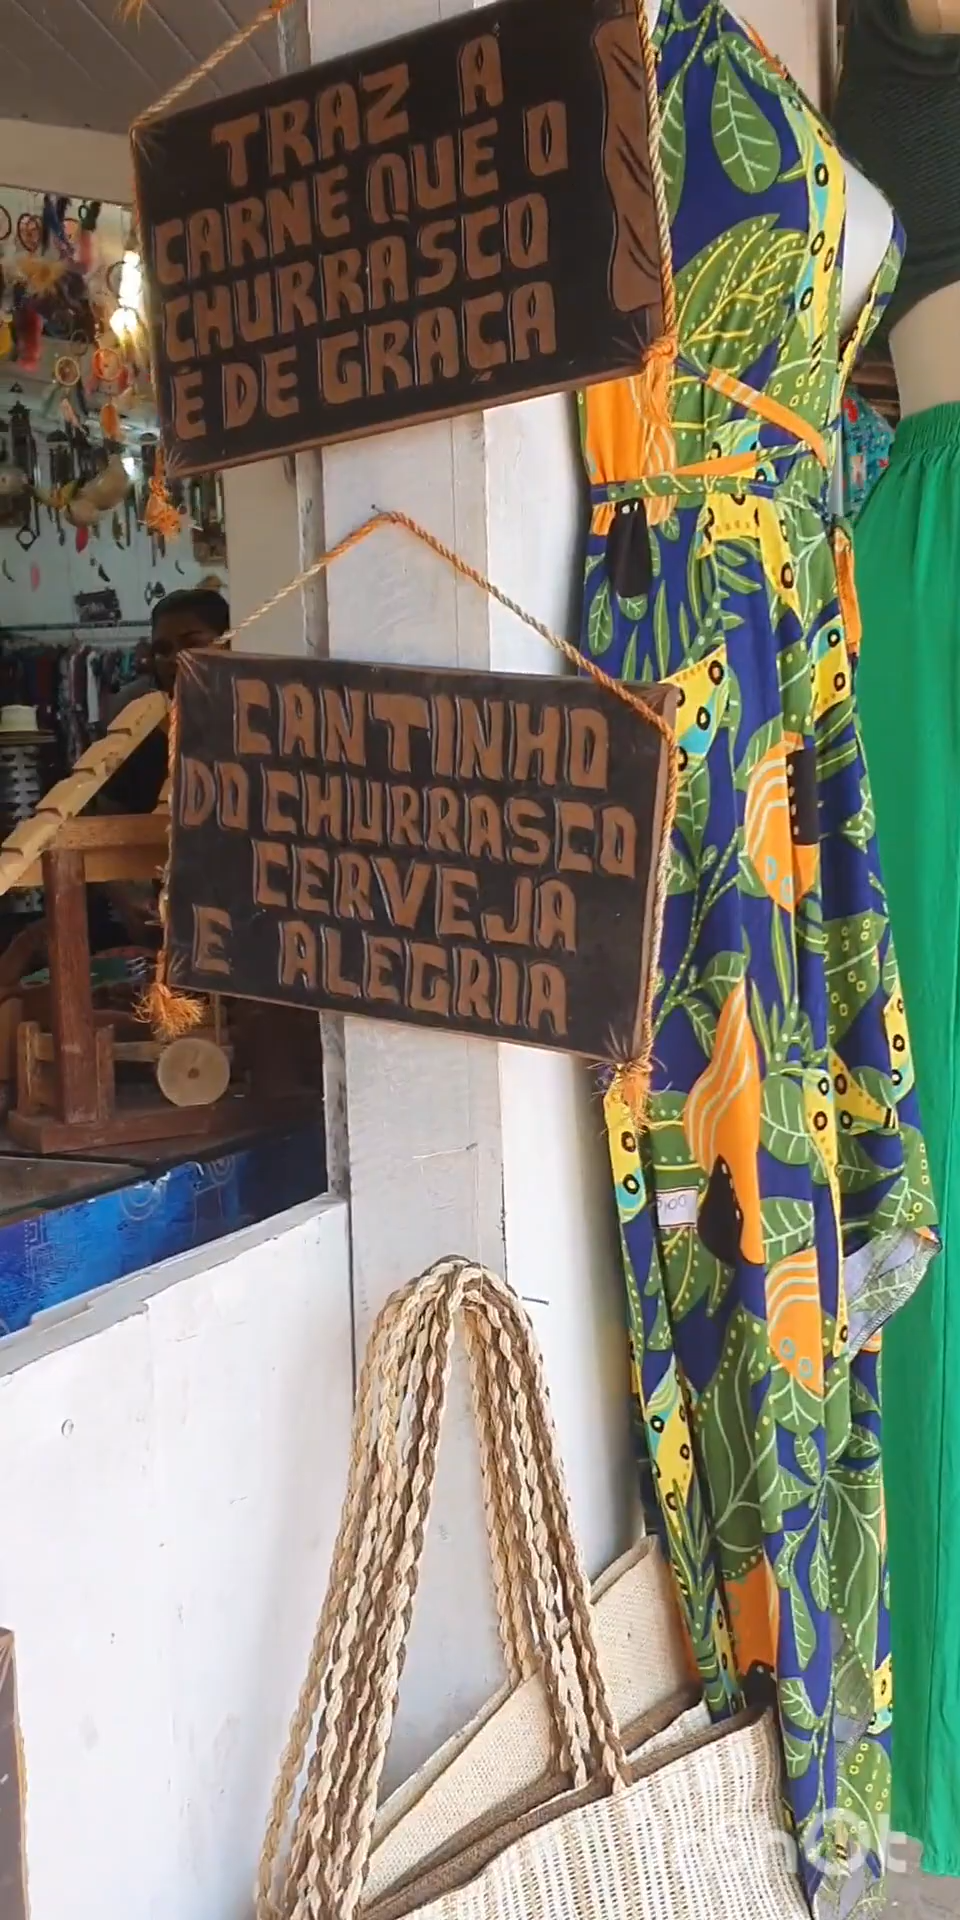 TRAZ A
CARNE QUE O
CHURRASCO
É DE GRAÇA
CANTINHO
DO CHURRASCO
CERVEJA
E ALEGRIA